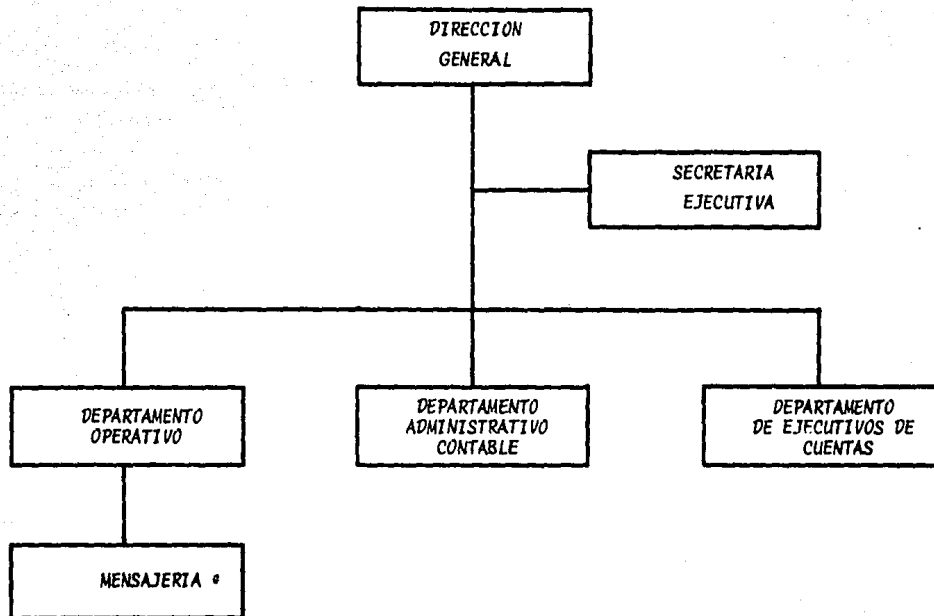 DIRECCION
GENERAL
SECRETARIA
EJECUTIVA
DEPARTAMENTO
OPERATIVO
DEPARTAMENTO
ADMINISTRATIVO
CONTABLE
DEPARTAMENTO
DE EJECUTIVOS DE
CUENTAS
MENSAJERIA